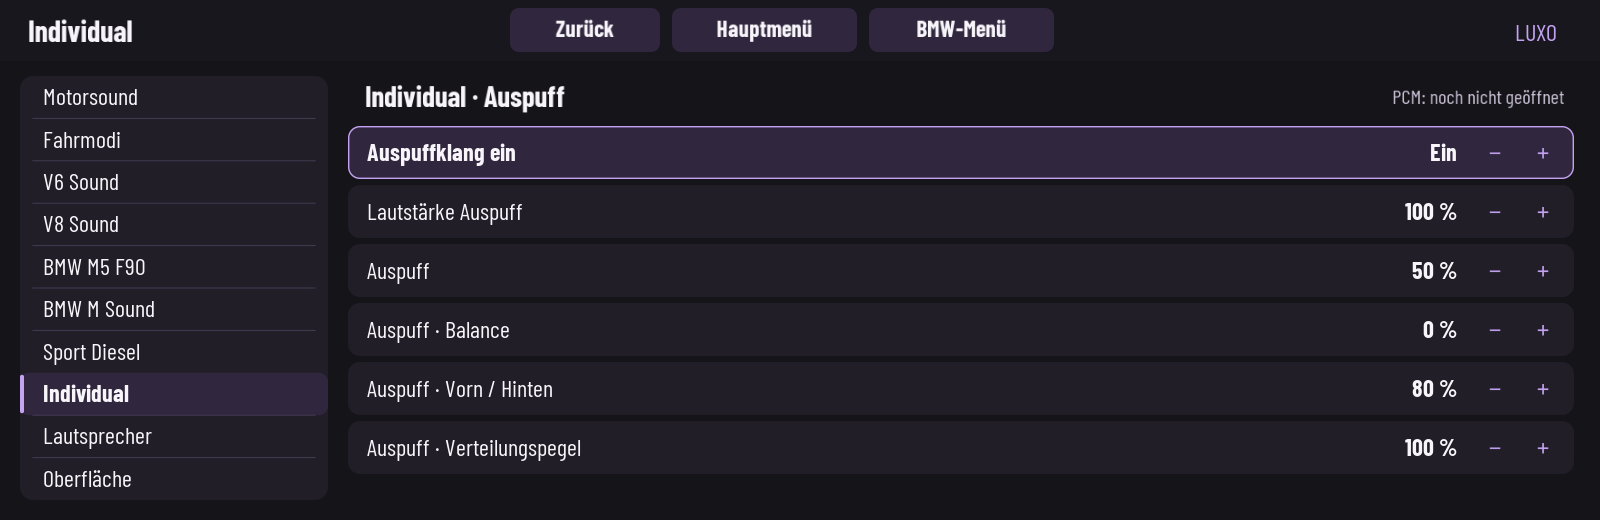 Individual
Zurück
Hauptmenü
BMW-Menü
LUXO
Motorsound
Fahrmodi
V6 Sound
V8 Sound
BMW M5 F90
BMW M Sound
Sport Diesel
Individual
Lautsprecher
Oberfläche
Individual · Auspuff
PCM: noch nicht geöffnet
Auspuffklang ein Ein − +
Lautstärke Auspuff 100 % − +
Auspuff 50 % − +
Auspuff · Balance 0 % − +
Auspuff · Vorn / Hinten 80 % − +
Auspuff · Verteilungspegel 100 % − +